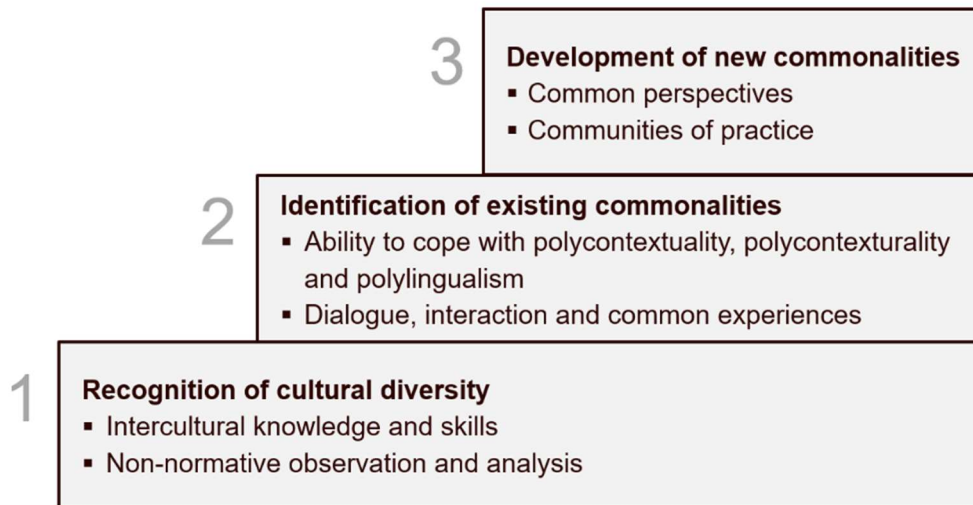 3
Development of new commonalities
▪ Common perspectives
▪ Communities of practice
2
Identification of existing commonalities
▪ Ability to cope with polycontextuality, polycontexturality
and polylingualism
▪ Dialogue, interaction and common experiences
1
Recognition of cultural diversity
▪ Intercultural knowledge and skills
▪ Non-normative observation and analysis